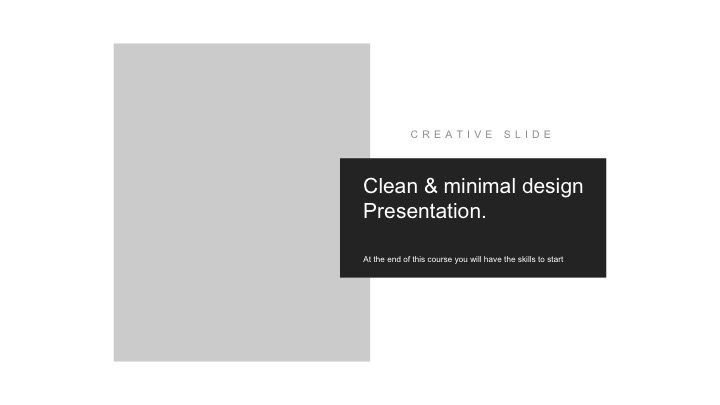 CREATIVE SLIDE
Clean & minimal design
Presentation.
At the end of this course you will have the skills to start